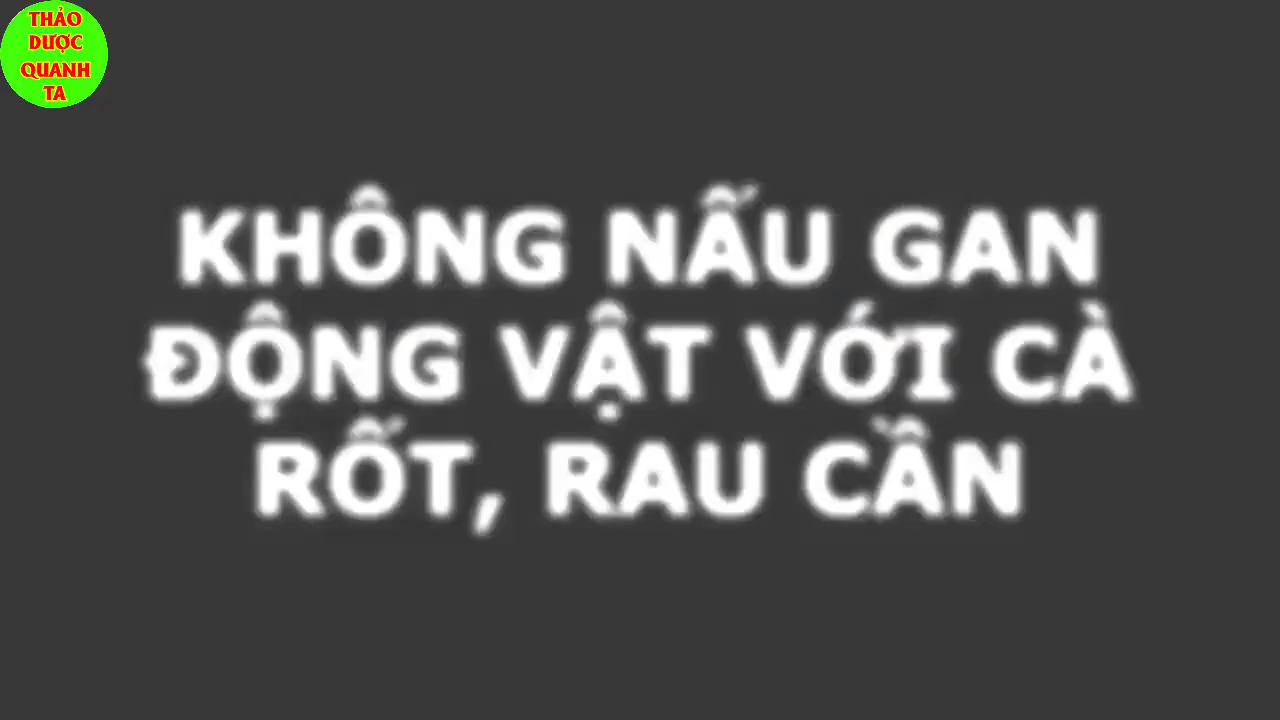 THẢO
DƯỢC
QUANH
TA
KHÔNG NẤU GAN
ĐỘNG VẬT VỚI CÀ
RỐT, RAU CẦN